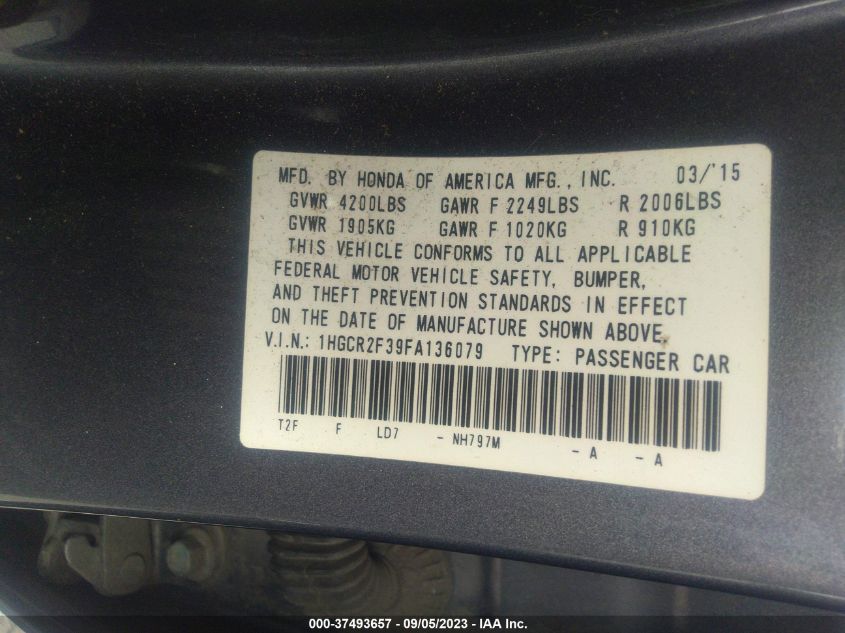 MFD. BY HONDA OF AMERICA MFG., INC. 03/'15
GVWR 4200LBS GAWR F 2249LBS R 2006LBS
GVWR 1905KG GAWR F 1020KG R 910KG
THIS VEHICLE CONFORMS TO ALL APPLICABLE
FEDERAL MOTOR VEHICLE SAFETY, BUMPER,
AND THEFT PREVENTION STANDARDS IN EFFECT
ON THE DATE OF MANUFACTURE SHOWN ABOVE.
V.I.N.: 1HGCR2F39FA136079 TYPE: PASSENGER CAR
T2F F LD7 - NH797M - A - A
000-37493657 - 09/05/2023 - IAA Inc.